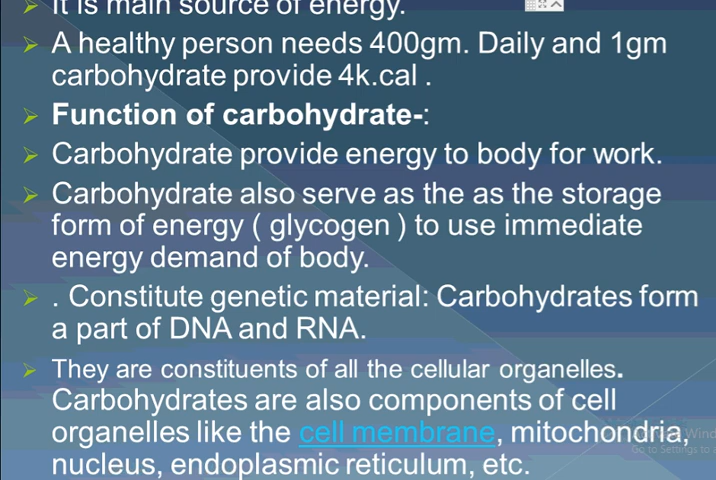 It is main source of energy.
A healthy person needs 400gm. Daily and 1gm
carbohydrate provide 4k.cal .
Function of carbohydrate-:
Carbohydrate provide energy to body for work.
Carbohydrate also serve as the as the storage
form of energy ( glycogen ) to use immediate
energy demand of body.
. Constitute genetic material: Carbohydrates form
a part of DNA and RNA.
They are constituents of all the cellular organelles.
Carbohydrates are also components of cell
organelles like the cell membrane, mitochondria,
nucleus, endoplasmic reticulum, etc.
Go to Settings to